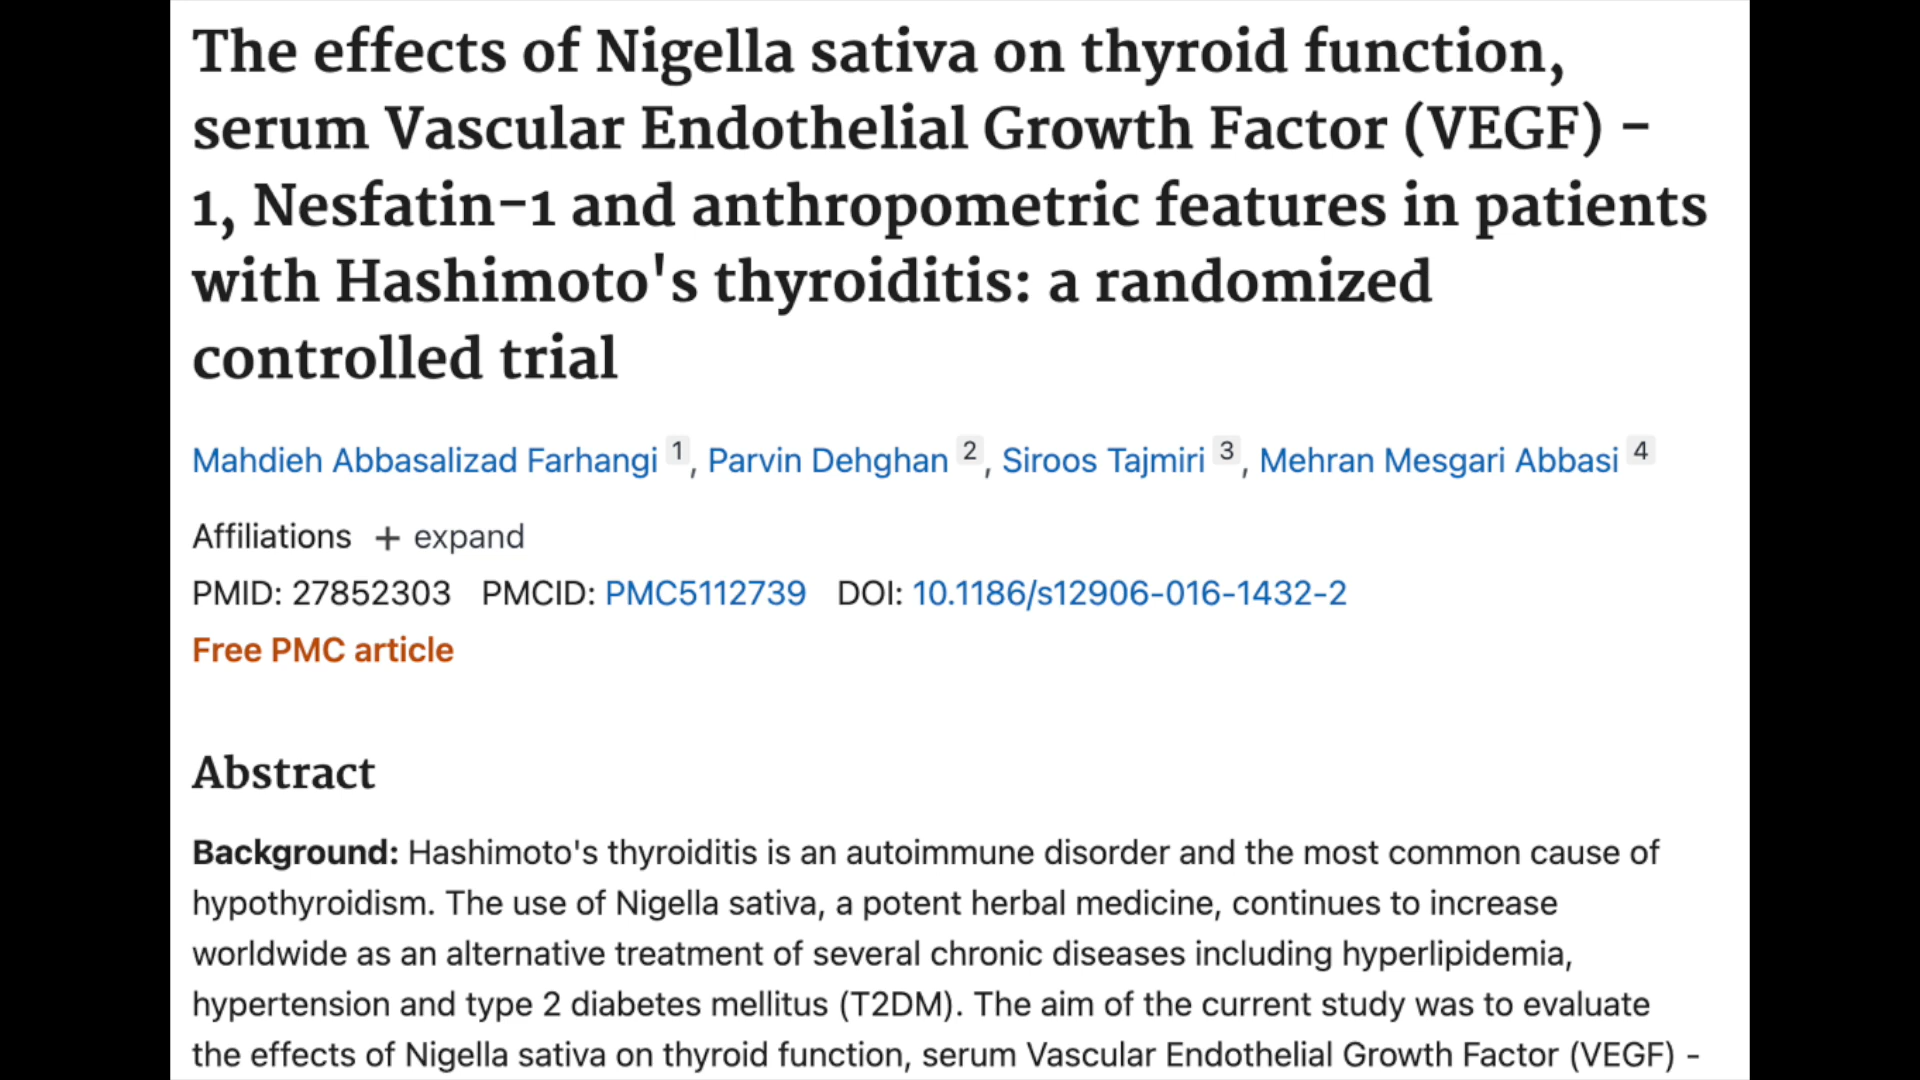 The effects of Nigella sativa on thyroid function,
serum Vascular Endothelial Growth Factor (VEGF) -
1, Nesfatin-1 and anthropometric features in patients
with Hashimoto's thyroiditis: a randomized
controlled trial
Mahdieh Abbasalizad Farhangi 1, Parvin Dehghan 2, Siroos Tajmiri 3, Mehran Mesgari Abbasi 4
Affiliations + expand
PMID: 27852303 PMCID: PMC5112739 DOI: 10.1186/s12906-016-1432-2
Free PMC article
Abstract
Background: Hashimoto's thyroiditis is an autoimmune disorder and the most common cause of
hypothyroidism. The use of Nigella sativa, a potent herbal medicine, continues to increase
worldwide as an alternative treatment of several chronic diseases including hyperlipidemia,
hypertension and type 2 diabetes mellitus (T2DM). The aim of the current study was to evaluate
the effects of Nigella sativa on thyroid function, serum Vascular Endothelial Growth Factor (VEGF) -